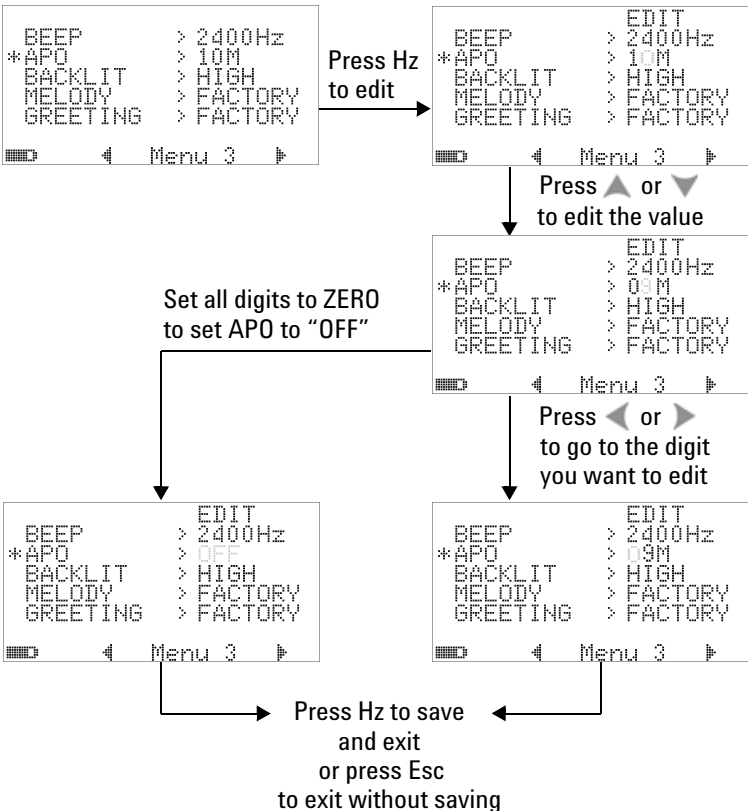 BEEP > 2400Hz
*APO > 10M
BACKLIT > HIGH
MELODY > FACTORY
GREETING > FACTORY
Menu 3
Press Hz
to edit
EDIT
BEEP > 2400Hz
*APO > 10M
BACKLIT > HIGH
MELODY > FACTORY
GREETING > FACTORY
Menu 3
Press ▲ or ▼
to edit the value
EDIT
BEEP > 2400Hz
*APO > 09M
BACKLIT > HIGH
MELODY > FACTORY
GREETING > FACTORY
Menu 3
Set all digits to ZERO
to set APO to “OFF”
Press ◀ or ▶
to go to the digit
you want to edit
EDIT
BEEP > 2400Hz
*APO > OFF
BACKLIT > HIGH
MELODY > FACTORY
GREETING > FACTORY
Menu 3
EDIT
BEEP > 2400Hz
*APO > 09M
BACKLIT > HIGH
MELODY > FACTORY
GREETING > FACTORY
Menu 3
Press Hz to save
and exit
or press Esc
to exit without saving